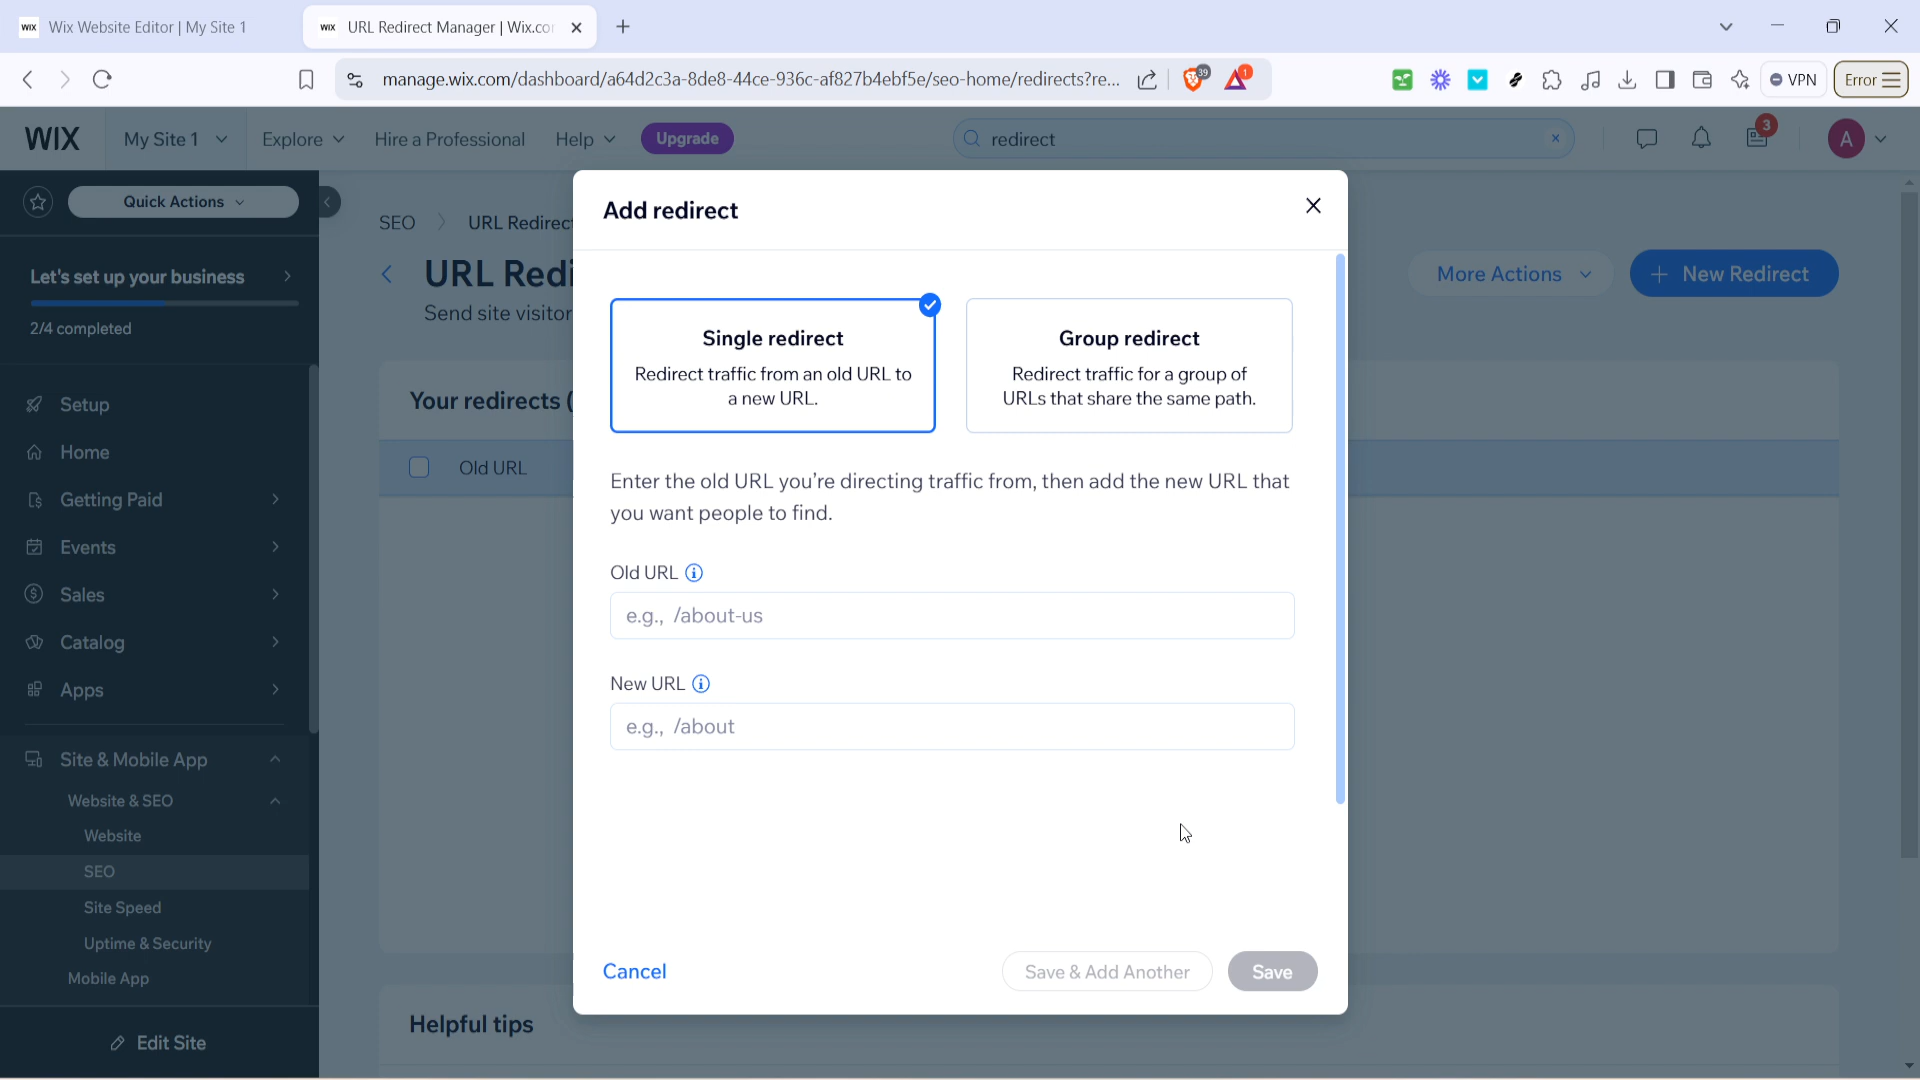 WIX Wix Website Editor | My Site 1
WIX URL Redirect Manager | Wix.co
manage.wix.com/dashboard/a64d2c3a-8de8-44ce-936c-af827b4ebf5e/seo-home/redirects?re...
39
1
VPN
Error
WIX
My Site 1
Explore
Hire a Professional
Help
Upgrade
redirect
3
A
Quick Actions
Let's set up your business
2/4 completed
Setup
Home
Getting Paid
Events
Sales
Catalog
Apps
Site & Mobile App
Website & SEO
Website
SEO
Site Speed
Uptime & Security
Mobile App
Edit Site
SEO
URL Redirec
URL Redi
Send site visitor
More Actions
+ New Redirect
Your redirects (
Old URL
Helpful tips
Add redirect
Single redirect
Redirect traffic from an old URL to
a new URL.
Group redirect
Redirect traffic for a group of
URLs that share the same path.
Enter the old URL you're directing traffic from, then add the new URL that
you want people to find.
Old URL
e.g., /about-us
New URL
e.g., /about
Cancel
Save & Add Another
Save